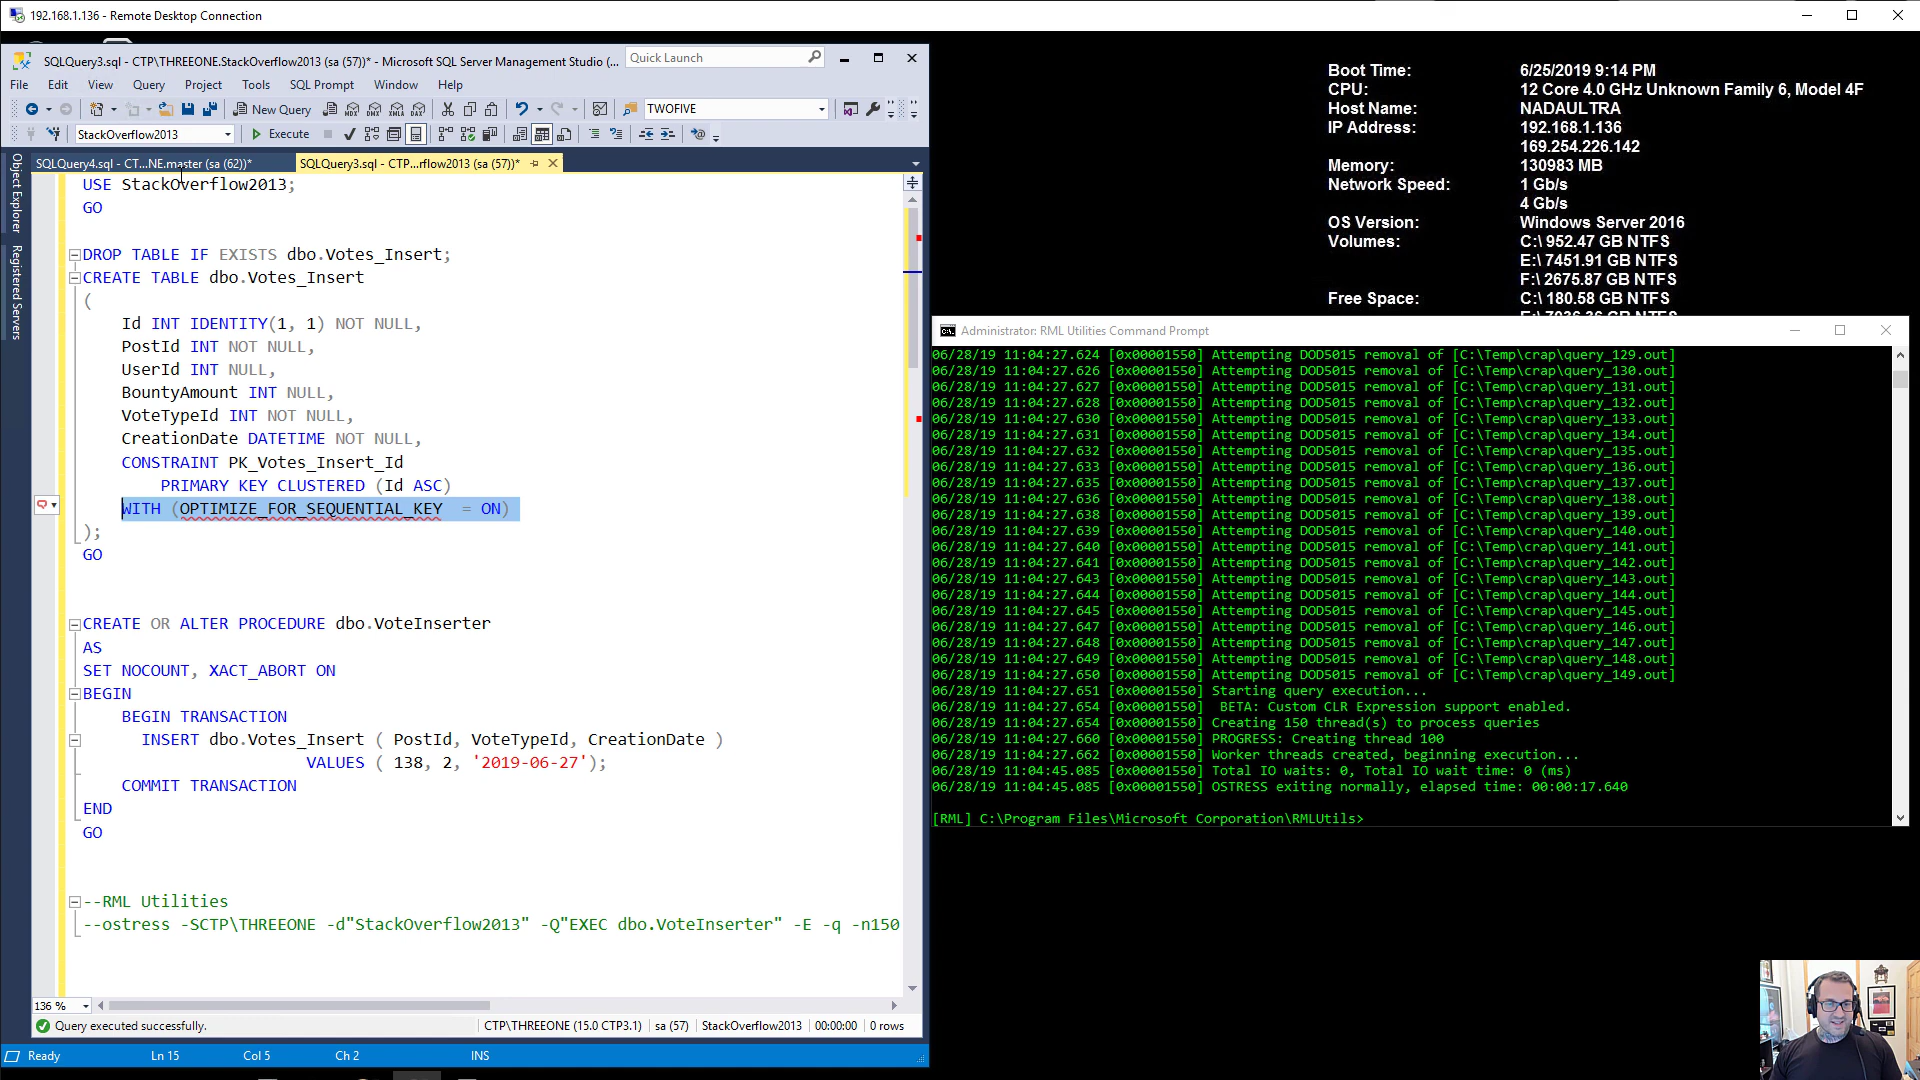 192.168.1.136 - Remote Desktop Connection
SQLQuery3.sql - CTP\THREEONE.StackOverflow2013 (sa (57))* - Microsoft SQL Server Management Studio (...
Quick Launch
File Edit View Query Project Tools SQL Prompt Window Help
New Query
MDX DMX XMLA DAX
TWOFIVE
StackOverflow2013
Execute
SQLQuery4.sql - CT...NE.master (sa (62))*
SQLQuery3.sql - CTP...rflow2013 (sa (57))*
Object Explorer
Registered Servers
USE StackOverflow2013;
GO
DROP TABLE IF EXISTS dbo.Votes_Insert;
CREATE TABLE dbo.Votes_Insert
(
Id INT IDENTITY(1, 1) NOT NULL,
PostId INT NOT NULL,
UserId INT NULL,
BountyAmount INT NULL,
VoteTypeId INT NOT NULL,
CreationDate DATETIME NOT NULL,
CONSTRAINT PK_Votes_Insert_Id
PRIMARY KEY CLUSTERED (Id ASC)
WITH (OPTIMIZE_FOR_SEQUENTIAL_KEY  = ON)
);
GO
CREATE OR ALTER PROCEDURE dbo.VoteInserter
AS
SET NOCOUNT, XACT_ABORT ON
BEGIN
BEGIN TRANSACTION
INSERT dbo.Votes_Insert ( PostId, VoteTypeId, CreationDate )
VALUES ( 138, 2, '2019-06-27');
COMMIT TRANSACTION
END
GO
--RML Utilities
--ostress -SCTP\THREEONE -d"StackOverflow2013" -Q"EXEC dbo.VoteInserter" -E -q -n150
136 %
Query executed successfully.
CTP\THREEONE (15.0 CTP3.1) sa (57) StackOverflow2013 00:00:00 0 rows
Ready Ln 15 Col 5 Ch 2 INS
Boot Time: 6/25/2019 9:14 PM
CPU: 12 Core 4.0 GHz Unknown Family 6, Model 4F
Host Name: NADAULTRA
IP Address: 192.168.1.136
169.254.226.142
Memory: 130983 MB
Network Speed: 1 Gb/s
4 Gb/s
OS Version: Windows Server 2016
Volumes: C:\ 952.47 GB NTFS
E:\ 7451.91 GB NTFS
F:\ 2675.87 GB NTFS
Free Space: C:\ 180.58 GB NTFS
Administrator: RML Utilities Command Prompt
06/28/19 11:04:27.624 [0x00001550] Attempting DOD5015 removal of [C:\Temp\crap\query_129.out]
06/28/19 11:04:27.626 [0x00001550] Attempting DOD5015 removal of [C:\Temp\crap\query_130.out]
06/28/19 11:04:27.627 [0x00001550] Attempting DOD5015 removal of [C:\Temp\crap\query_131.out]
06/28/19 11:04:27.628 [0x00001550] Attempting DOD5015 removal of [C:\Temp\crap\query_132.out]
06/28/19 11:04:27.630 [0x00001550] Attempting DOD5015 removal of [C:\Temp\crap\query_133.out]
06/28/19 11:04:27.631 [0x00001550] Attempting DOD5015 removal of [C:\Temp\crap\query_134.out]
06/28/19 11:04:27.632 [0x00001550] Attempting DOD5015 removal of [C:\Temp\crap\query_135.out]
06/28/19 11:04:27.633 [0x00001550] Attempting DOD5015 removal of [C:\Temp\crap\query_136.out]
06/28/19 11:04:27.635 [0x00001550] Attempting DOD5015 removal of [C:\Temp\crap\query_137.out]
06/28/19 11:04:27.638 [0x00001550] Attempting DOD5015 removal of [C:\Temp\crap\query_138.out]
06/28/19 11:04:27.638 [0x00001550] Attempting DOD5015 removal of [C:\Temp\crap\query_139.out]
06/28/19 11:04:27.640 [0x00001550] Attempting DOD5015 removal of [C:\Temp\crap\query_140.out]
06/28/19 11:04:27.640 [0x00001550] Attempting DOD5015 removal of [C:\Temp\crap\query_141.out]
06/28/19 11:04:27.641 [0x00001550] Attempting DOD5015 removal of [C:\Temp\crap\query_142.out]
06/28/19 11:04:27.643 [0x00001550] Attempting DOD5015 removal of [C:\Temp\crap\query_143.out]
06/28/19 11:04:27.644 [0x00001550] Attempting DOD5015 removal of [C:\Temp\crap\query_144.out]
06/28/19 11:04:27.645 [0x00001550] Attempting DOD5015 removal of [C:\Temp\crap\query_145.out]
06/28/19 11:04:27.647 [0x00001550] Attempting DOD5015 removal of [C:\Temp\crap\query_146.out]
06/28/19 11:04:27.648 [0x00001550] Attempting DOD5015 removal of [C:\Temp\crap\query_147.out]
06/28/19 11:04:27.649 [0x00001550] Attempting DOD5015 removal of [C:\Temp\crap\query_148.out]
06/28/19 11:04:27.650 [0x00001550] Attempting DOD5015 removal of [C:\Temp\crap\query_149.out]
06/28/19 11:04:27.651 [0x00001550] Starting query execution...
06/28/19 11:04:27.654 [0x00001550]  BETA: Custom CLR Expression support enabled.
06/28/19 11:04:27.654 [0x00001550] Creating 150 thread(s) to process queries
06/28/19 11:04:27.660 [0x00001550] PROGRESS: Creating thread 100
06/28/19 11:04:27.662 [0x00001550] Worker threads created, beginning execution...
06/28/19 11:04:45.085 [0x00001550] Total IO waits: 0, Total IO wait time: 0 (ms)
06/28/19 11:04:45.085 [0x00001550] OSTRESS exiting normally, elapsed time: 00:00:17.640
[RML] C:\Program Files\Microsoft Corporation\RMLUtils>